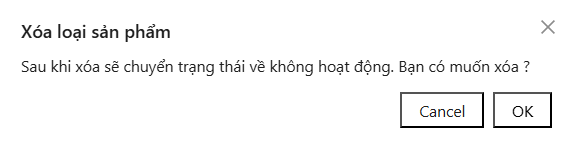 Xóa loại sản phẩm
Sau khi xóa sẽ chuyển trạng thái về không hoạt động. Bạn có muốn xóa ?
Cancel
OK